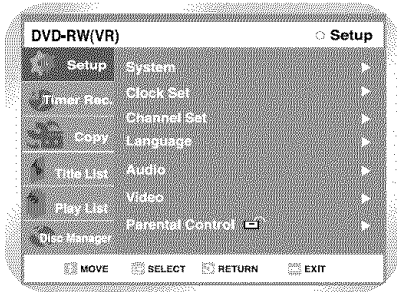 DVD-RW(VR)
Setup
Setup
System
Clock Set
Timer Rec.
Channel Set
Copy
Language
Title List
Audio
Video
Play List
Parental Control
Disc Manager
MOVE SELECT RETURN EXIT